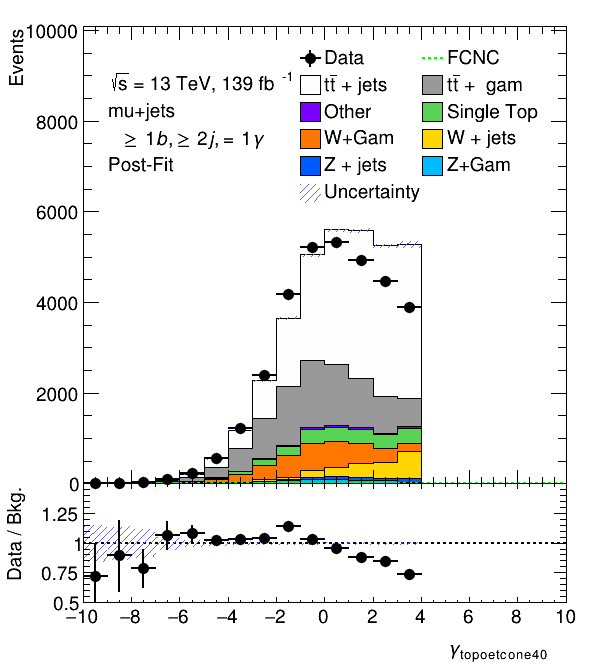 Events
10000
8000
6000
4000
2000
0
√s = 13 TeV, 139 fb⁻¹
mu+jets
≥ 1b, ≥ 2j, = 1γ
Post-Fit
Data
FCNC
tt̄ + jets
tt̄ + gam
Other
Single Top
W+Gam
W + jets
Z + jets
Z+Gam
Uncertainty
Data / Bkg.
1.25
1
0.75
0.5
−10 −8 −6 −4 −2 0 2 4 6 8 10
γtopoetcone40